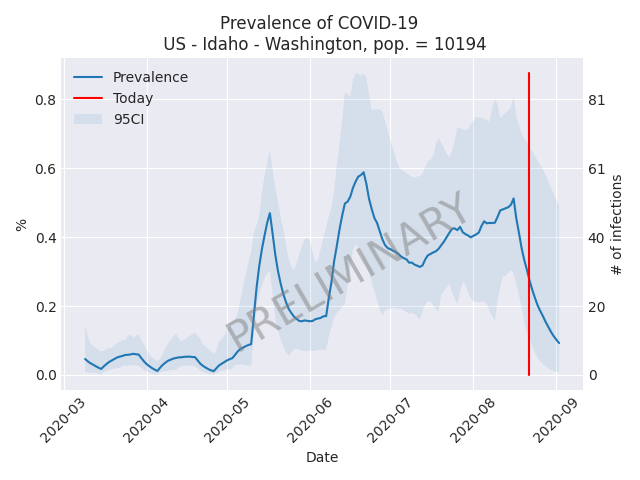 Prevalence of COVID-19
US - Idaho - Washington, pop. = 10194
Prevalence
Today
95CI
PRELIMINARY
%
0.8
0.6
0.4
0.2
0.0
81
61
40
20
0
# of infections
2020-03
2020-04
2020-05
2020-06
2020-07
2020-08
2020-09
Date